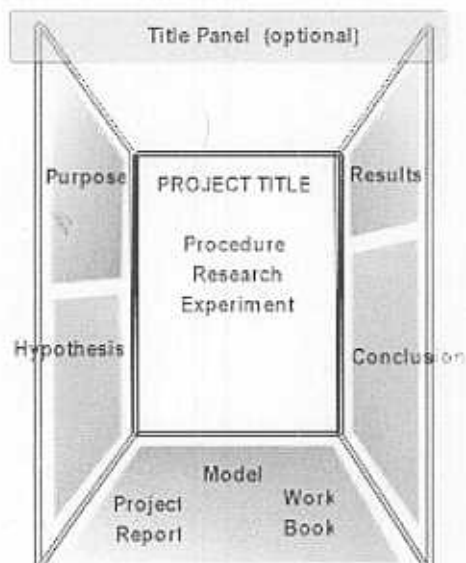 Title Panel (optional)
Purpose
Hypothesis
PROJECT TITLE
Procedure
Research
Experiment
Results
Conclusion
Model
Project
Report
Work
Book